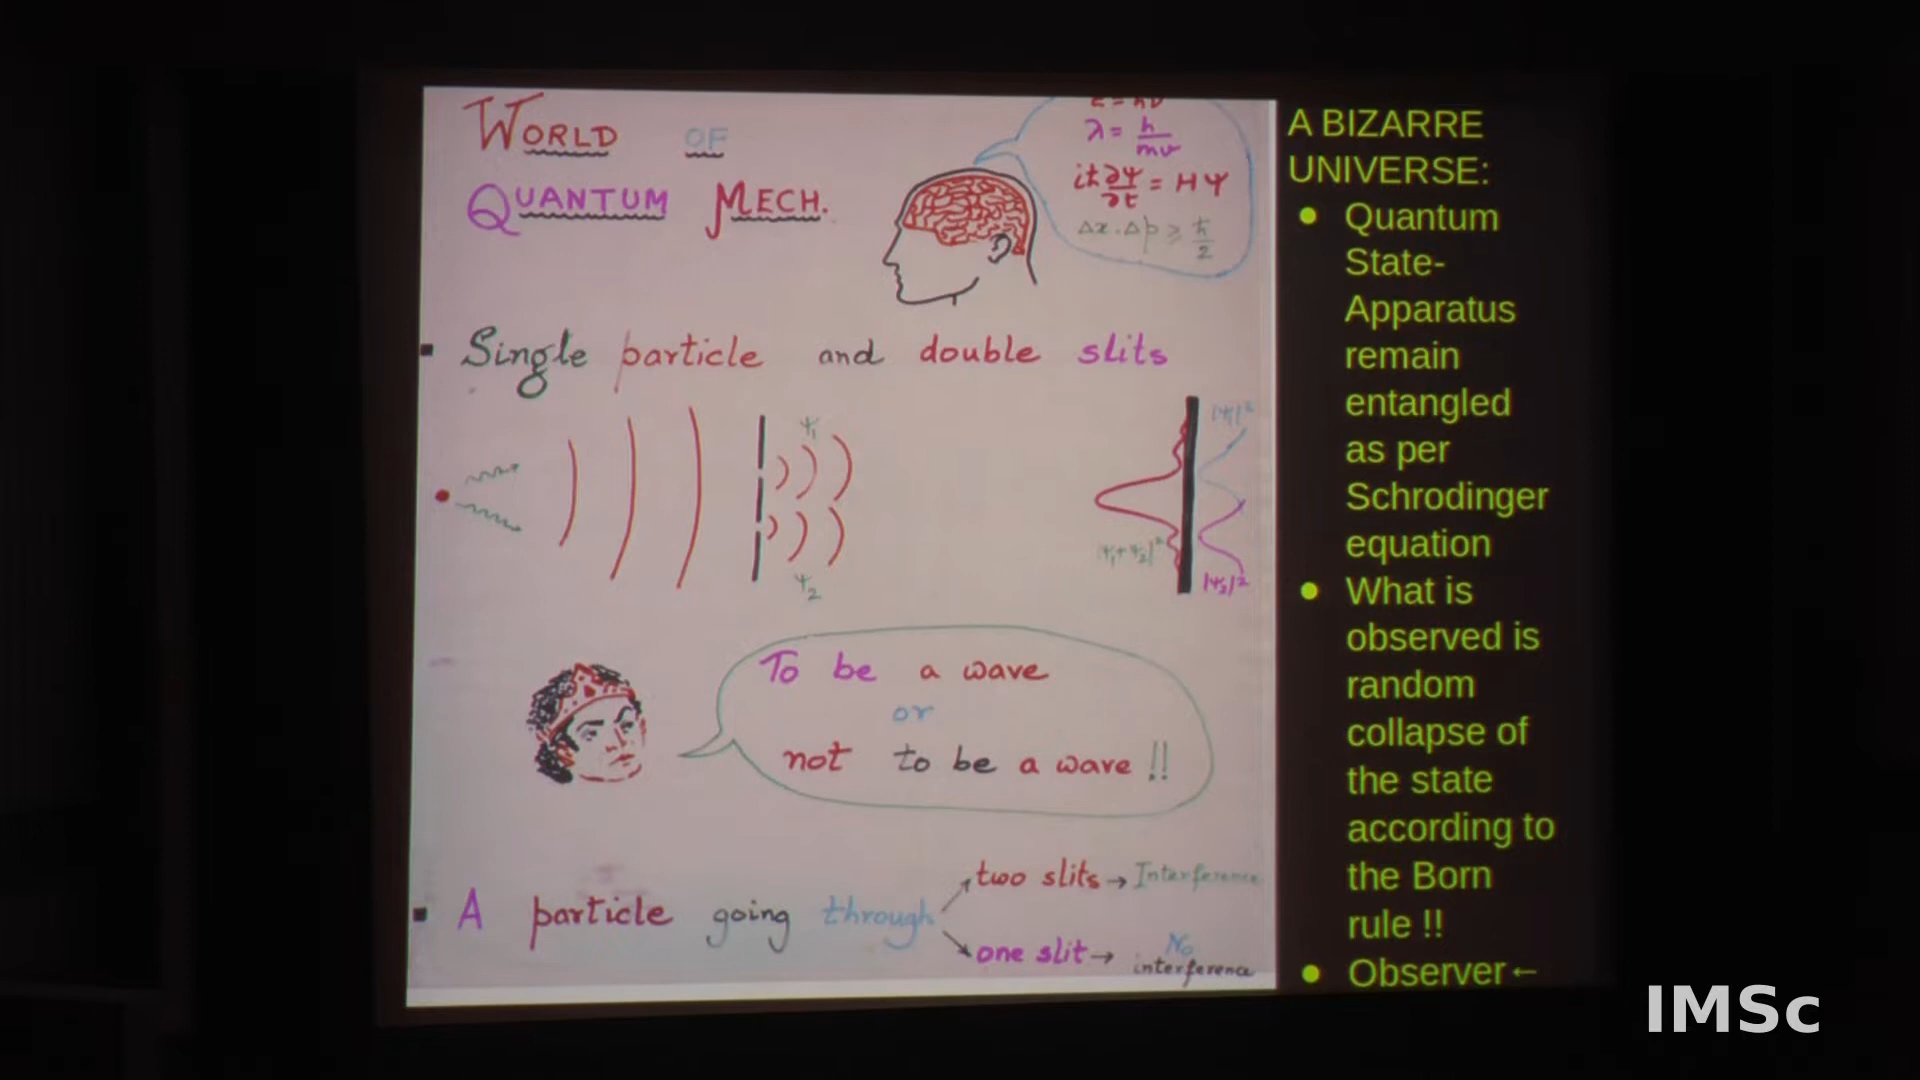 WORLD OF
QUANTUM MECH.
λ = h/mv
iħ ∂Ψ/∂t = HΨ
Δx.Δp ≥ ħ/2
Single particle and double slits
Ψ1
Ψ2
|Ψ1|²
|Ψ1+Ψ2|²
|Ψ2|²
To be a wave
or
not to be a wave !!
A particle going through
two slits → Interference
one slit → No
interference
A BIZARRE
UNIVERSE:
● Quantum
State-
Apparatus
remain
entangled
as per
Schrodinger
equation
● What is
observed is
random
collapse of
the state
according to
the Born
rule !!
● Observer←
IMSc